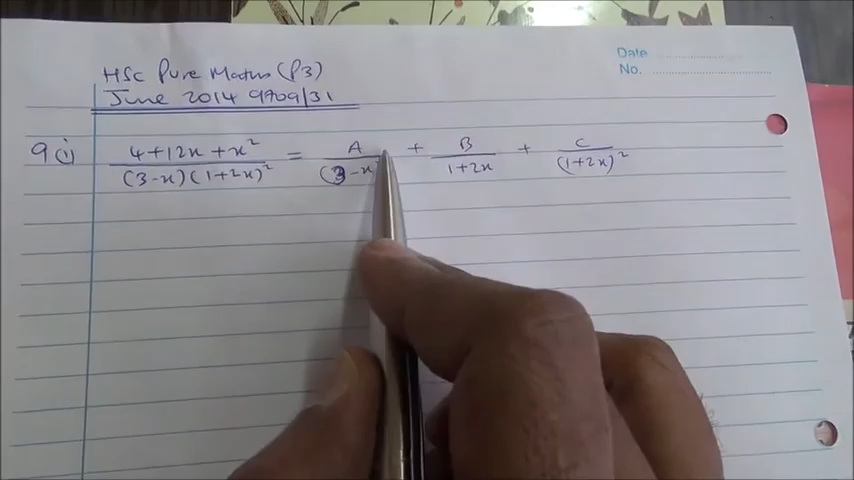 HSC Pure Maths (P3)
June 2014 9709/31
Date
No.
9(i) 4+12x+x² / (3-x)(1+2x)² = A / (3-x + B / 1+2x + C / (1+2x)²